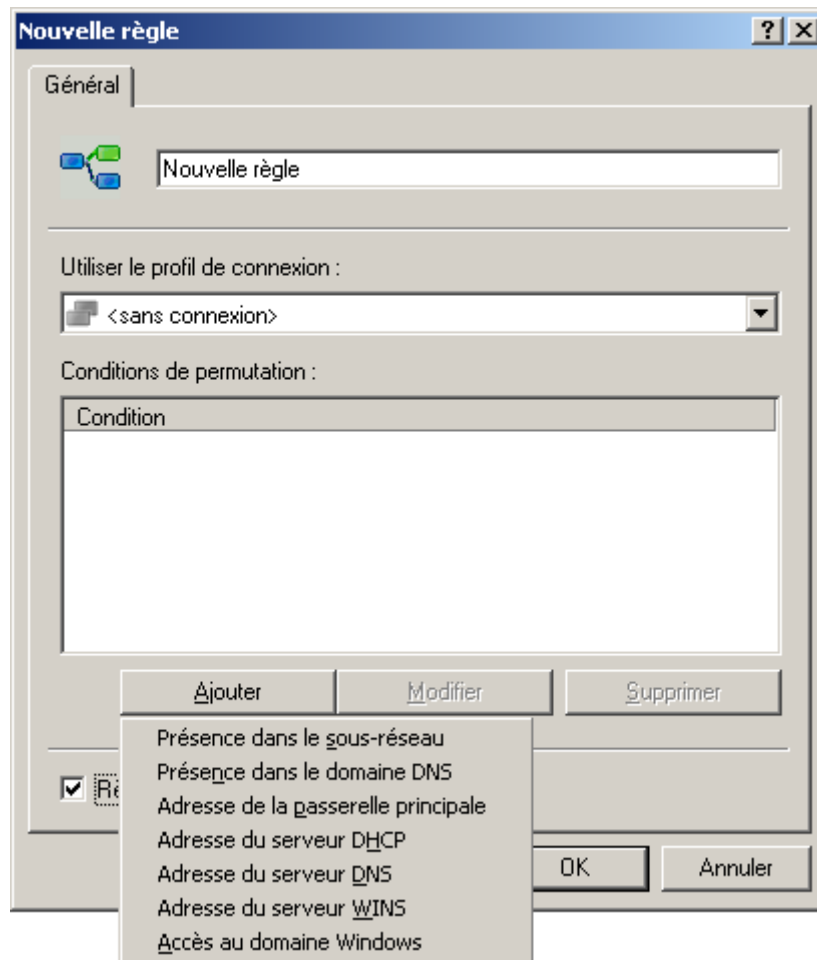 Nouvelle règle
Général
Nouvelle règle
Utiliser le profil de connexion :
<sans connexion>
Conditions de permutation :
Condition
Ajouter Modifier Supprimer
Présence dans le sous-réseau
Présence dans le domaine DNS
Adresse de la passerelle principale
Adresse du serveur DHCP
Adresse du serveur DNS
OK Annuler
Adresse du serveur WINS
Accès au domaine Windows